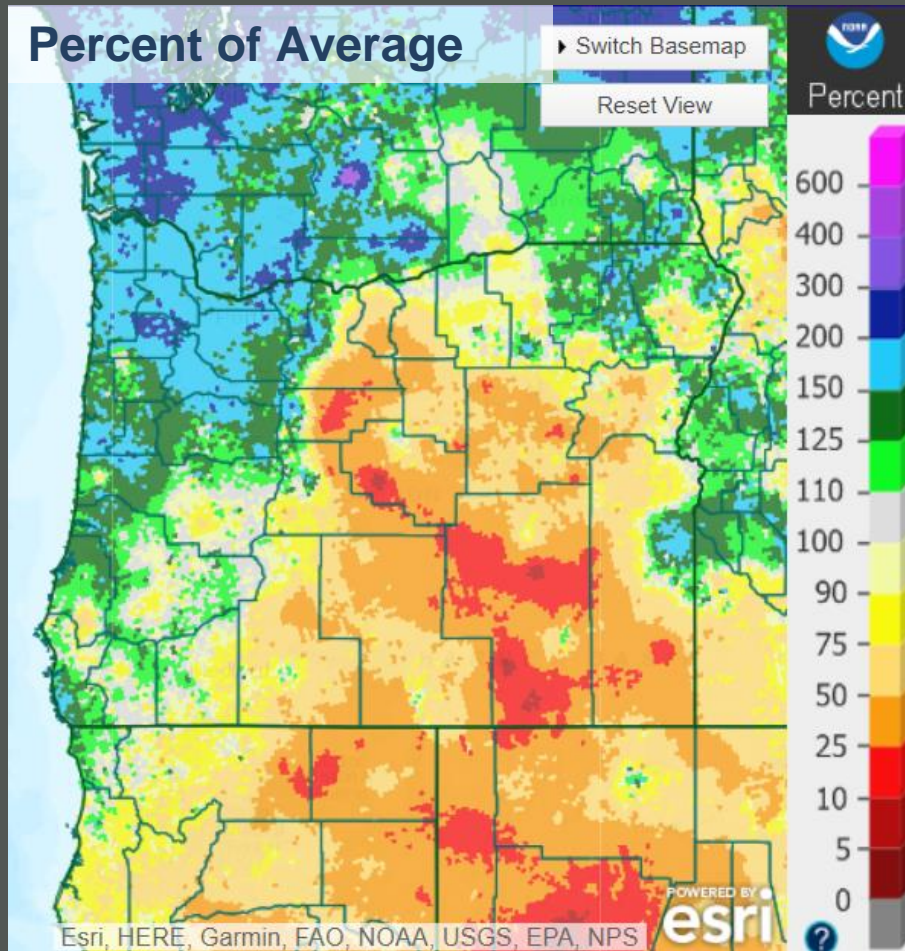 Percent of Average
Switch Basemap
Reset View
NOAA
Percent
600
400
300
200
150
125
110
100
90
75
50
25
10
5
0
POWERED BY
esri
Esri, HERE, Garmin, FAO, NOAA, USGS, EPA, NPS
?